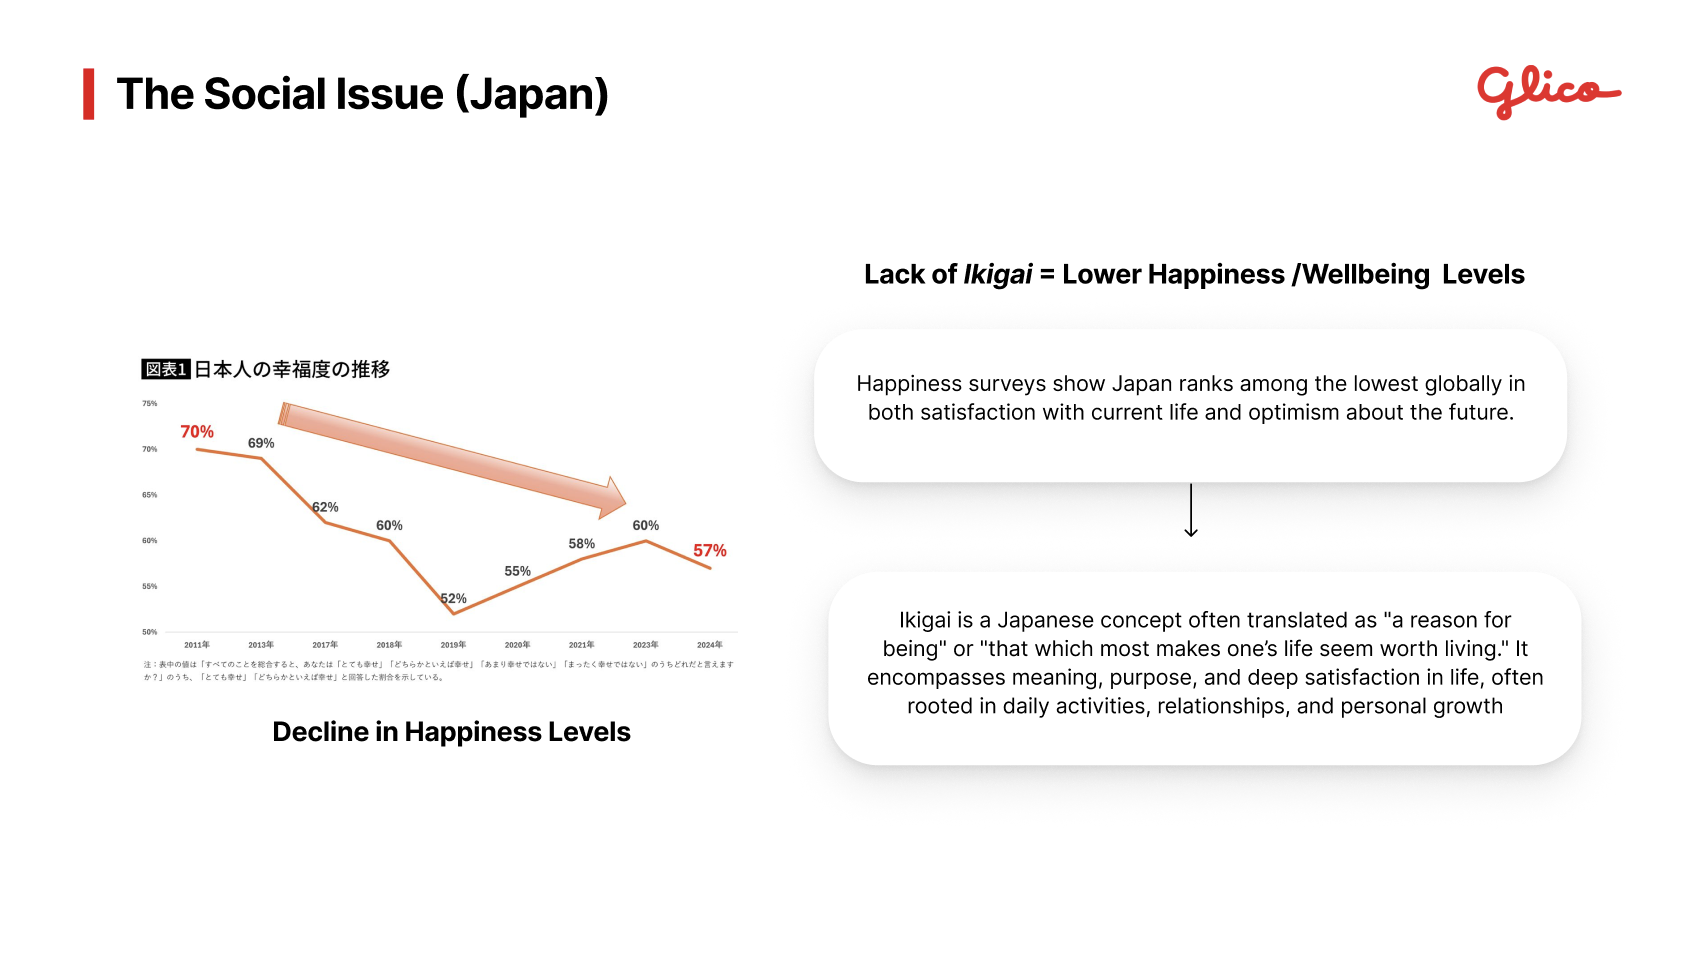 The Social Issue (Japan)
Glico
図表1 日本人の幸福度の推移
75%
70%
65%
60%
55%
50%
70%
69%
62%
60%
52%
55%
58%
60%
57%
2011年 2013年 2017年 2018年 2019年 2020年 2021年 2023年 2024年
注：表中の値は「すべてのことを総合すると、あなたは「とても幸せ」「どちらかといえば幸せ」「あまり幸せではない」「まったく幸せではない」のうちどれだと言えます
か？」のうち、「とても幸せ」「どちらかといえば幸せ」と回答した割合を示している。
Decline in Happiness Levels
Lack of Ikigai = Lower Happiness /Wellbeing Levels
Happiness surveys show Japan ranks among the lowest globally in
both satisfaction with current life and optimism about the future.
Ikigai is a Japanese concept often translated as "a reason for
being" or "that which most makes one’s life seem worth living." It
encompasses meaning, purpose, and deep satisfaction in life, often
rooted in daily activities, relationships, and personal growth